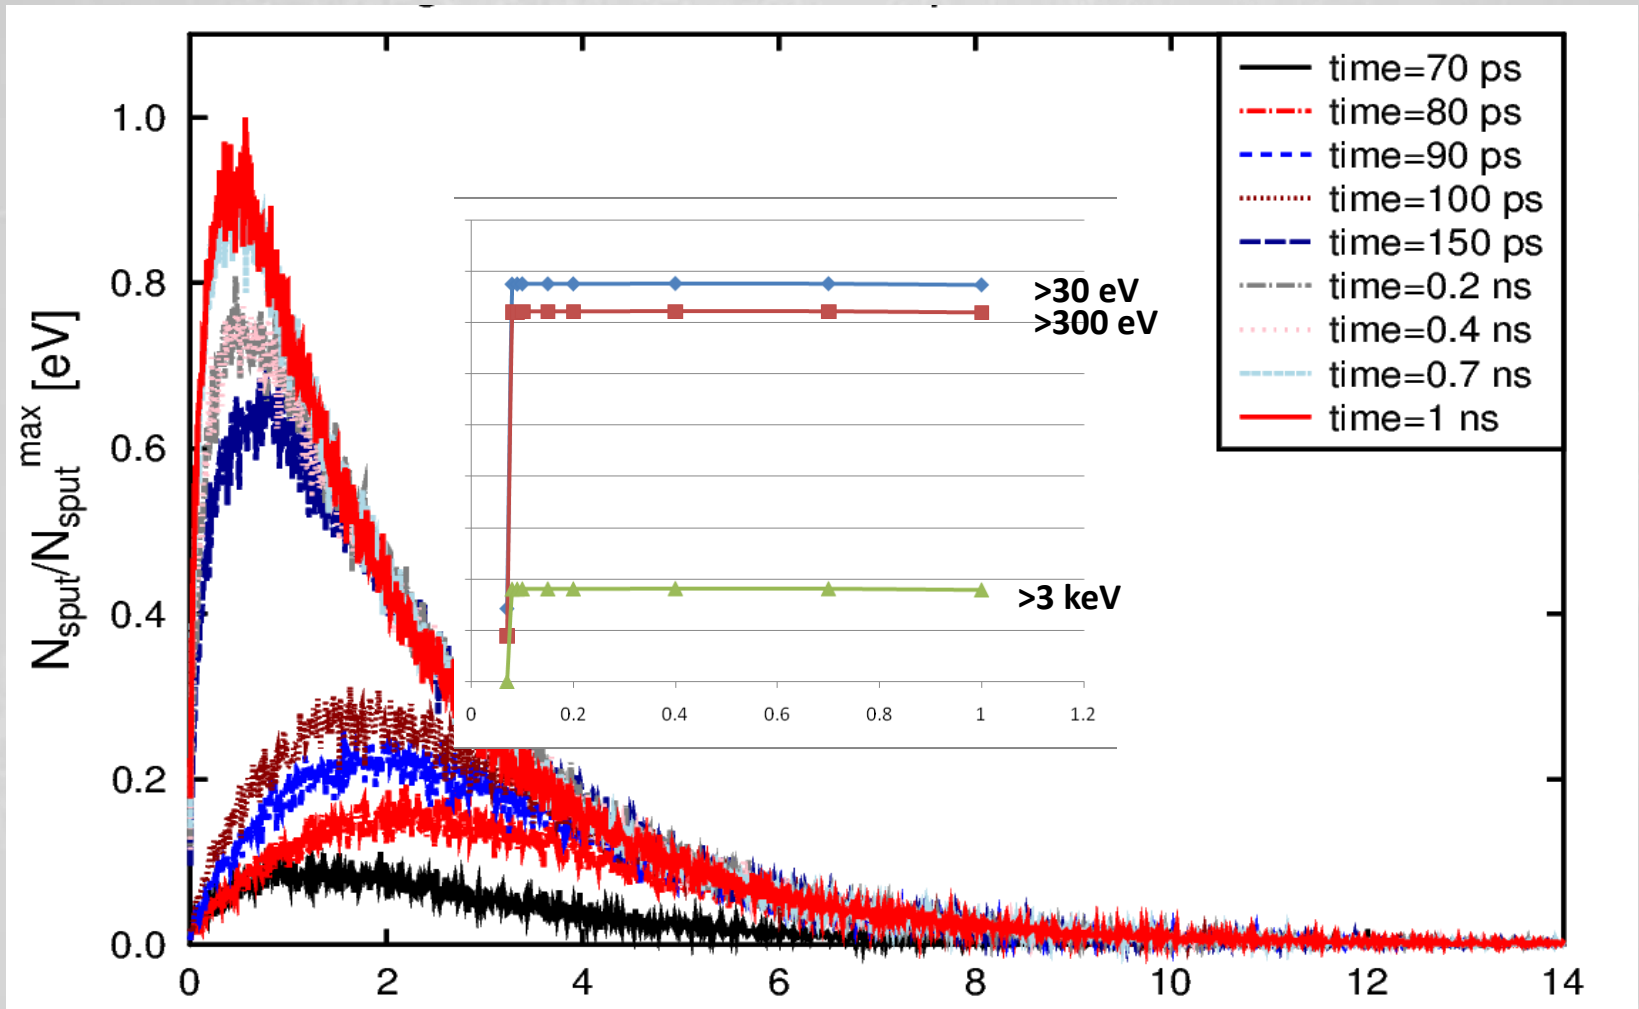 time=70 ps
time=80 ps
time=90 ps
time=100 ps
time=150 ps
time=0.2 ns
time=0.4 ns
time=0.7 ns
time=1 ns
1.0
0.8
0.6
0.4
0.2
0.0
N_sput/N_sput^max [eV]
>30 eV
>300 eV
>3 keV
0 0.2 0.4 0.6 0.8 1 1.2
0 2 4 6 8 10 12 14